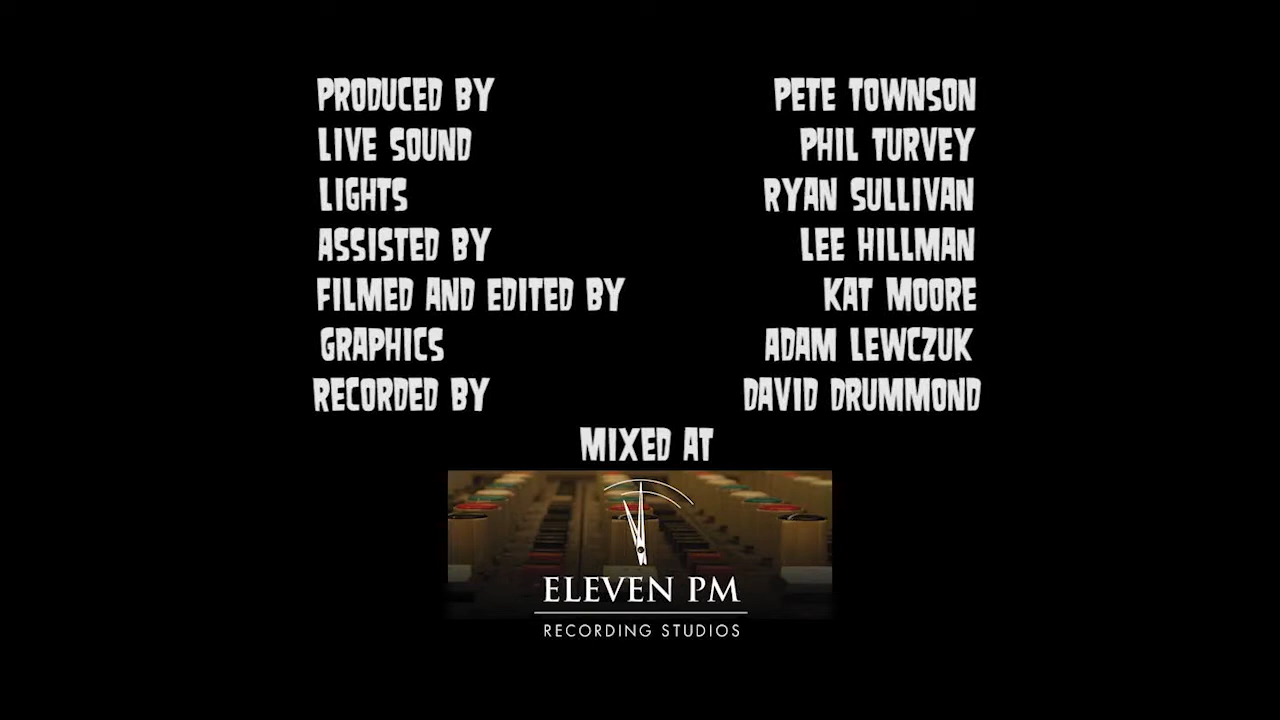 PRODUCED BY PETE TOWNSON
LIVE SOUND PHIL TURVEY
LIGHTS RYAN SULLIVAN
ASSISTED BY LEE HILLMAN
FILMED AND EDITED BY KAT MOORE
GRAPHICS ADAM LEWCZUK
RECORDED BY DAVID DRUMMOND
MIXED AT
ELEVEN PM
RECORDING STUDIOS